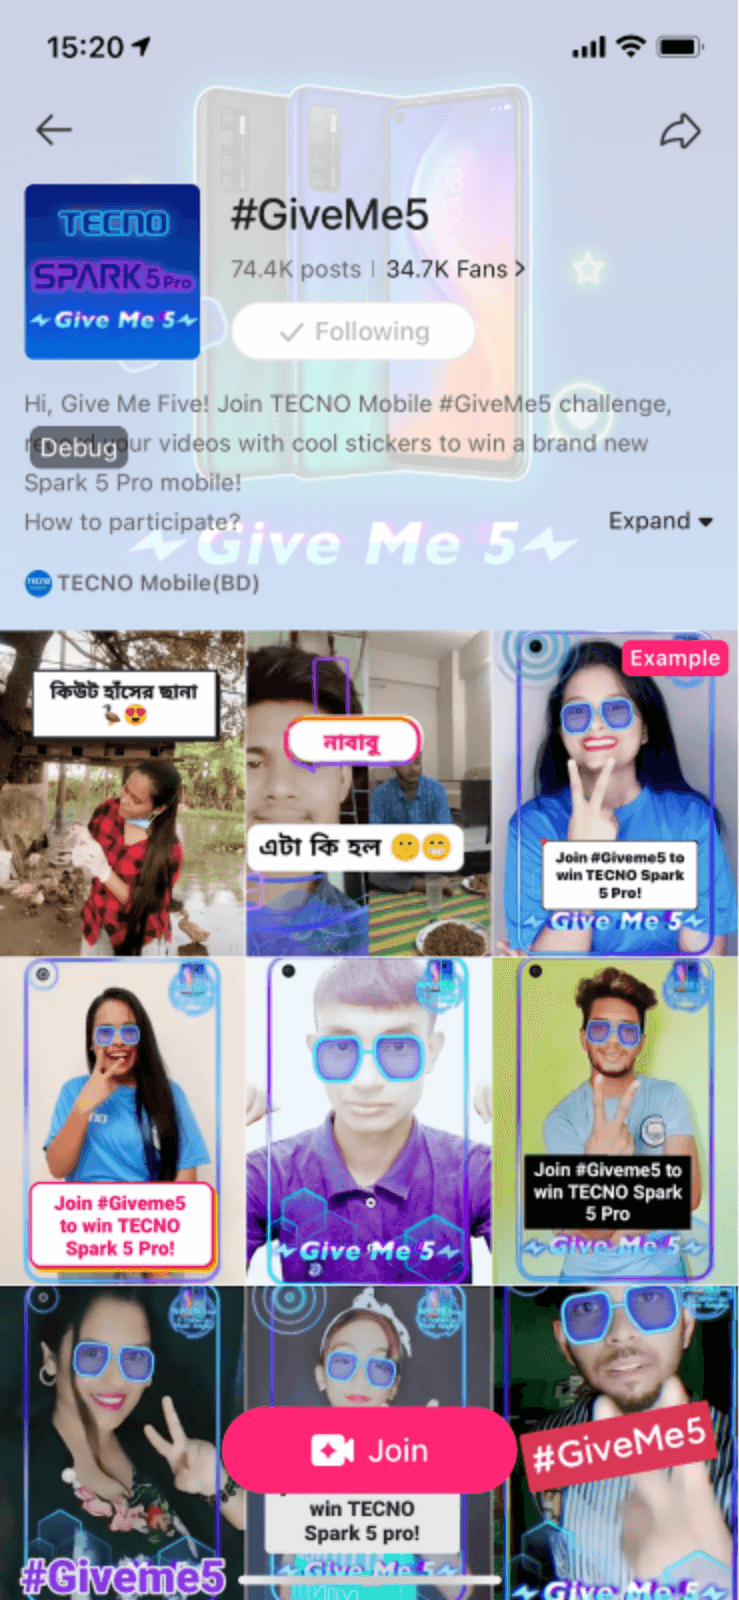 15:20
TECNO
SPARK 5 Pro
Give Me 5
#GiveMe5
74.4K posts | 34.7K Fans >
Following
Hi, Give Me Five! Join TECNO Mobile #GiveMe5 challenge,
your videos with cool stickers to win a brand new
Debug
Spark 5 Pro mobile!
How to participate?
Expand
Give Me 5
TECNO Mobile(BD)
কিউট হাঁসের ছানা
🦆😍
নাবাবু
এটা কি হল 😶😁
Example
Join #Giveme5 to
win TECNO Spark
5 Pro!
Give Me 5
Join #Giveme5
to win TECNO
Spark 5 Pro!
Give Me 5
Join #Giveme5 to
win TECNO Spark
5 Pro
Give Me 5
#Giveme5
Join
win TECNO
Spark 5 pro!
Give Me 5
#GiveMe5
Give Me 5